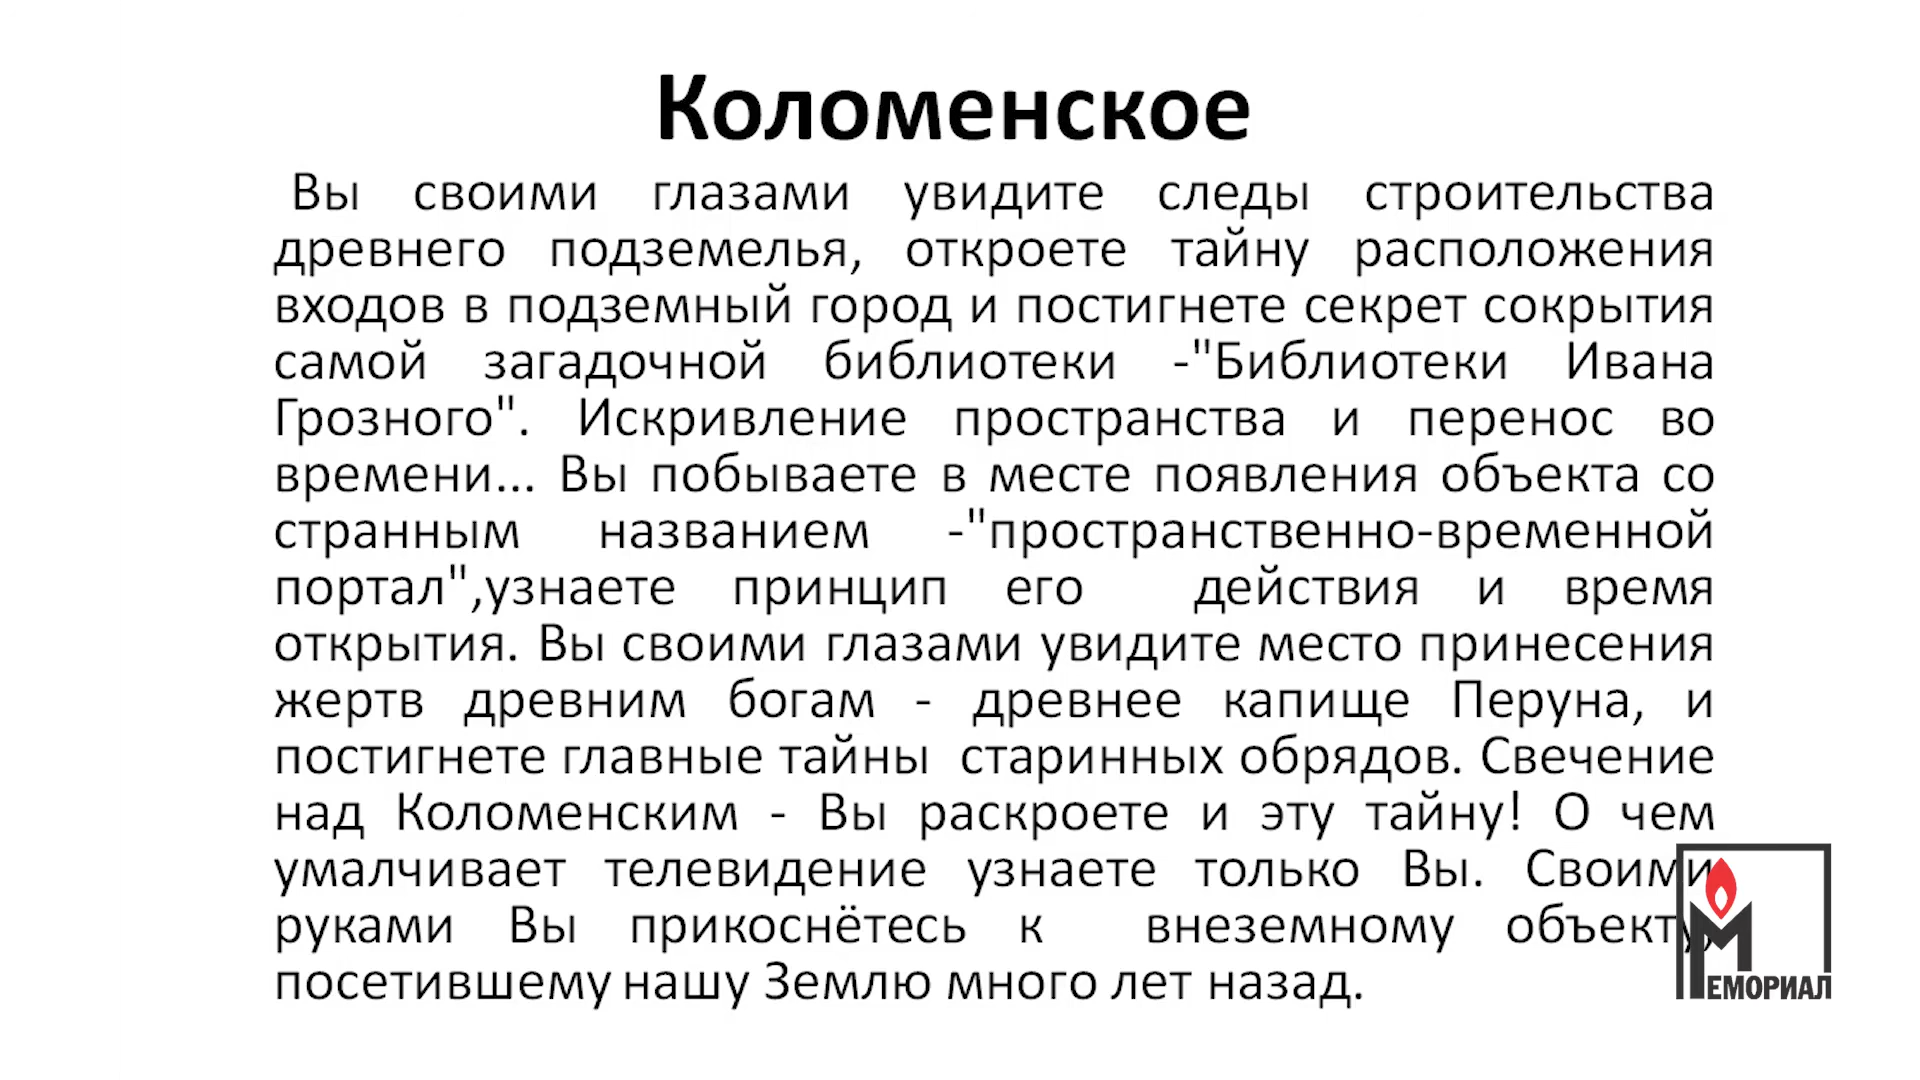 Коломенское
Вы своими глазами увидите следы строительства
древнего подземелья, откроете тайну расположения
входов в подземный город и постигнете секрет сокрытия
самой загадочной библиотеки -"Библиотеки Ивана
Грозного". Искривление пространства и перенос во
времени... Вы побываете в месте появления объекта со
странным названием -"пространственно-временной
портал",узнаете принцип его действия и время
открытия. Вы своими глазами увидите место принесения
жертв древним богам - древнее капище Перуна, и
постигнете главные тайны старинных обрядов. Свечение
над Коломенским - Вы раскроете и эту тайну! О чем
умалчивает телевидение узнаете только Вы. Своими
руками Вы прикоснётесь к внеземному объекту,
посетившему нашу Землю много лет назад.
МЕМОРИАЛ